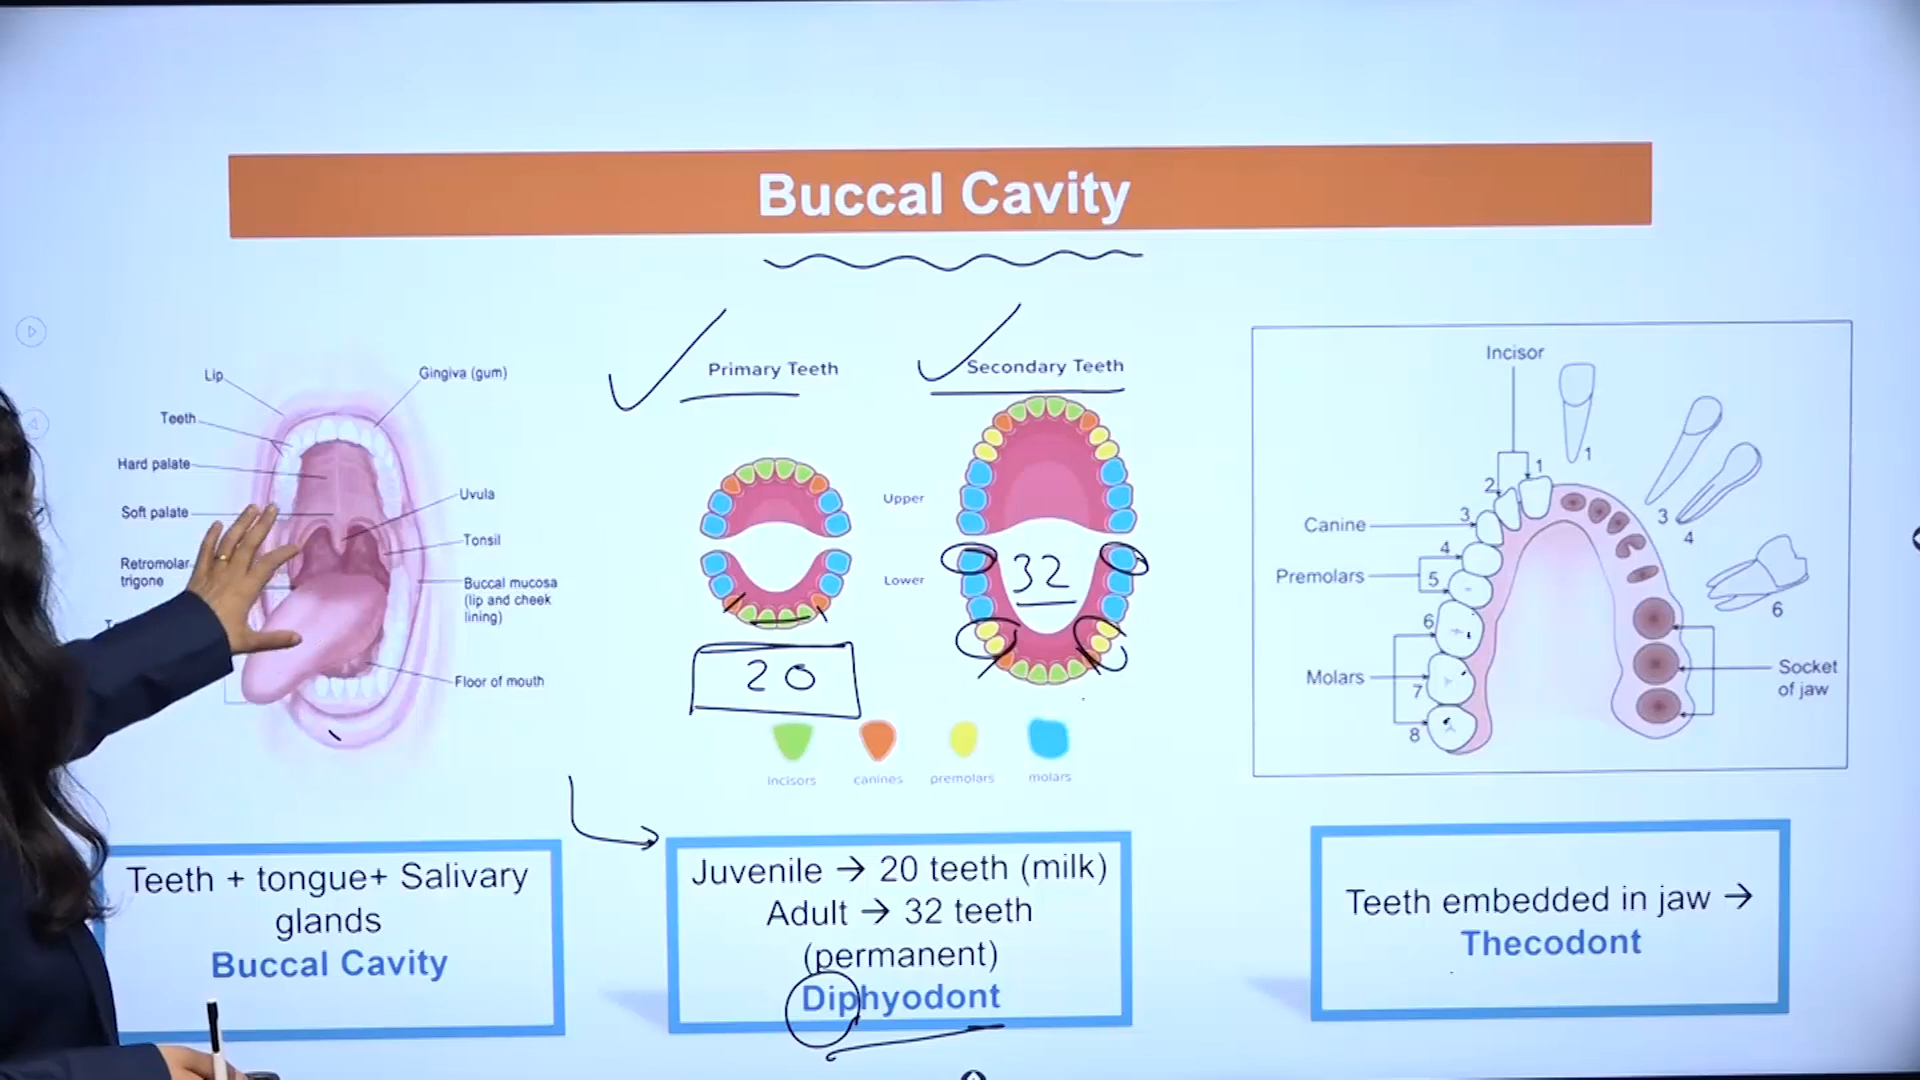 Buccal Cavity
Lip
Gingiva (gum)
Teeth
Hard palate
Soft palate
Uvula
Tonsil
Retromolar
trigone
Buccal mucosa
(lip and cheek
lining)
Floor of mouth
Primary Teeth
Secondary Teeth
Upper
Lower
32
20
incisors
canines
premolars
molars
Incisor
1
1
2
3
Canine
3
4
4
Premolars
5
6
6
Molars
7
8
Socket
of jaw
Teeth + tongue+ Salivary
glands
Buccal Cavity
Juvenile → 20 teeth (milk)
Adult → 32 teeth
(permanent)
Diphyodont
Teeth embedded in jaw →
Thecodont